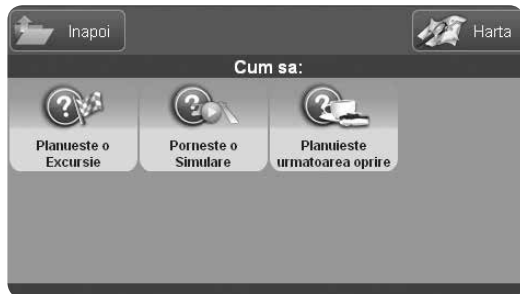 Inapoi
Harta
Cum sa:
Planueste o
Excursie
Porneste o
Simulare
Planuieste
urmatoarea oprire